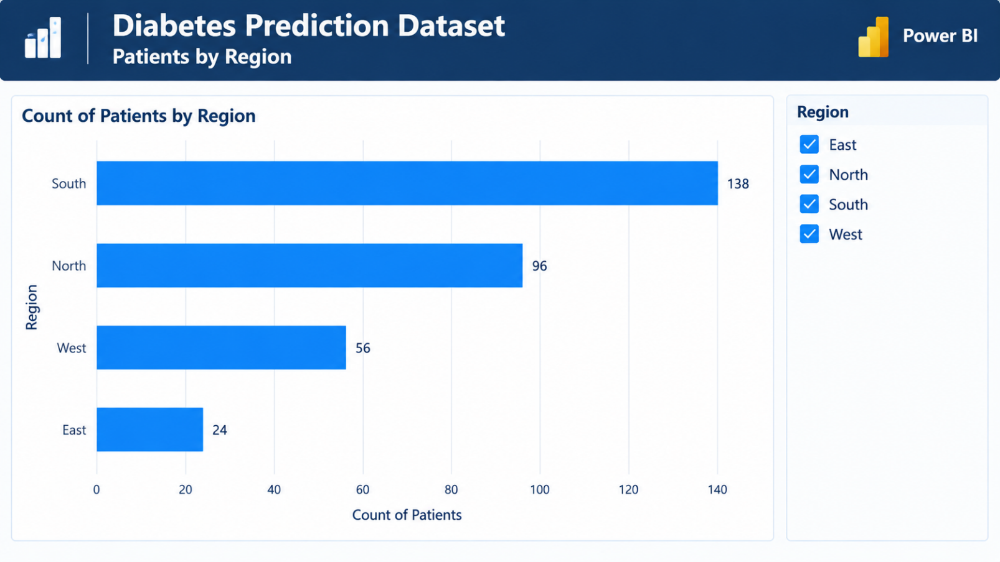 Diabetes Prediction Dataset
Patients by Region
Power BI
Count of Patients by Region
South
138
North
96
West
56
East
24
Region
0 20 40 60 80 100 120 140
Count of Patients
Region
East
North
South
West